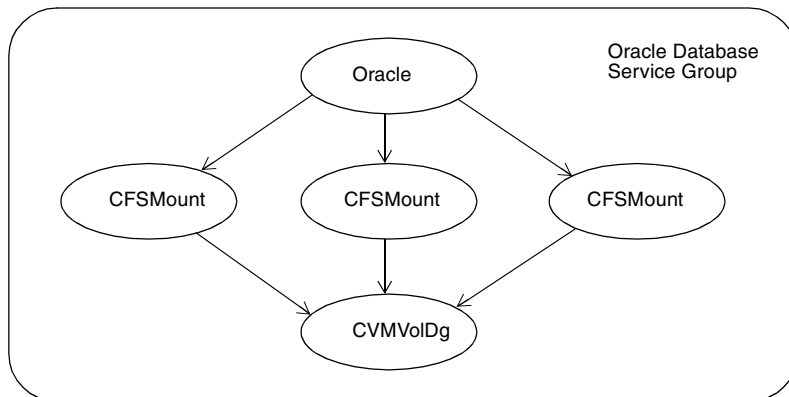 Oracle Database
Service Group
Oracle
CFSMount
CFSMount
CFSMount
CVMVolDg